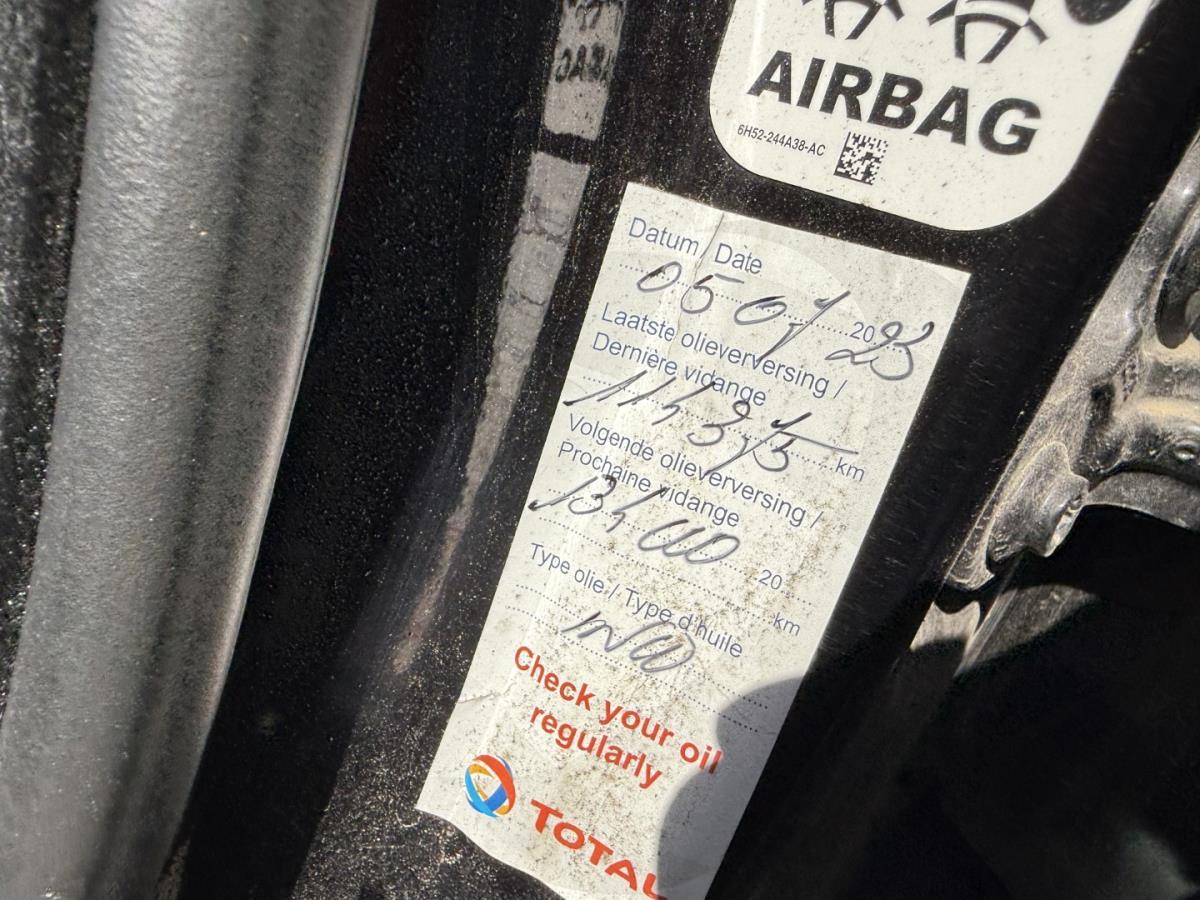 AIRBAG
6H52-244A38-AC
Datum / Date
05 07 2023
Laatste olieverversing /
Dernière vidange
km
Volgende olieverversing /
Prochaine vidange
20
km
Type olie / Type d'huile
Check your oil
regularly
TOTAL